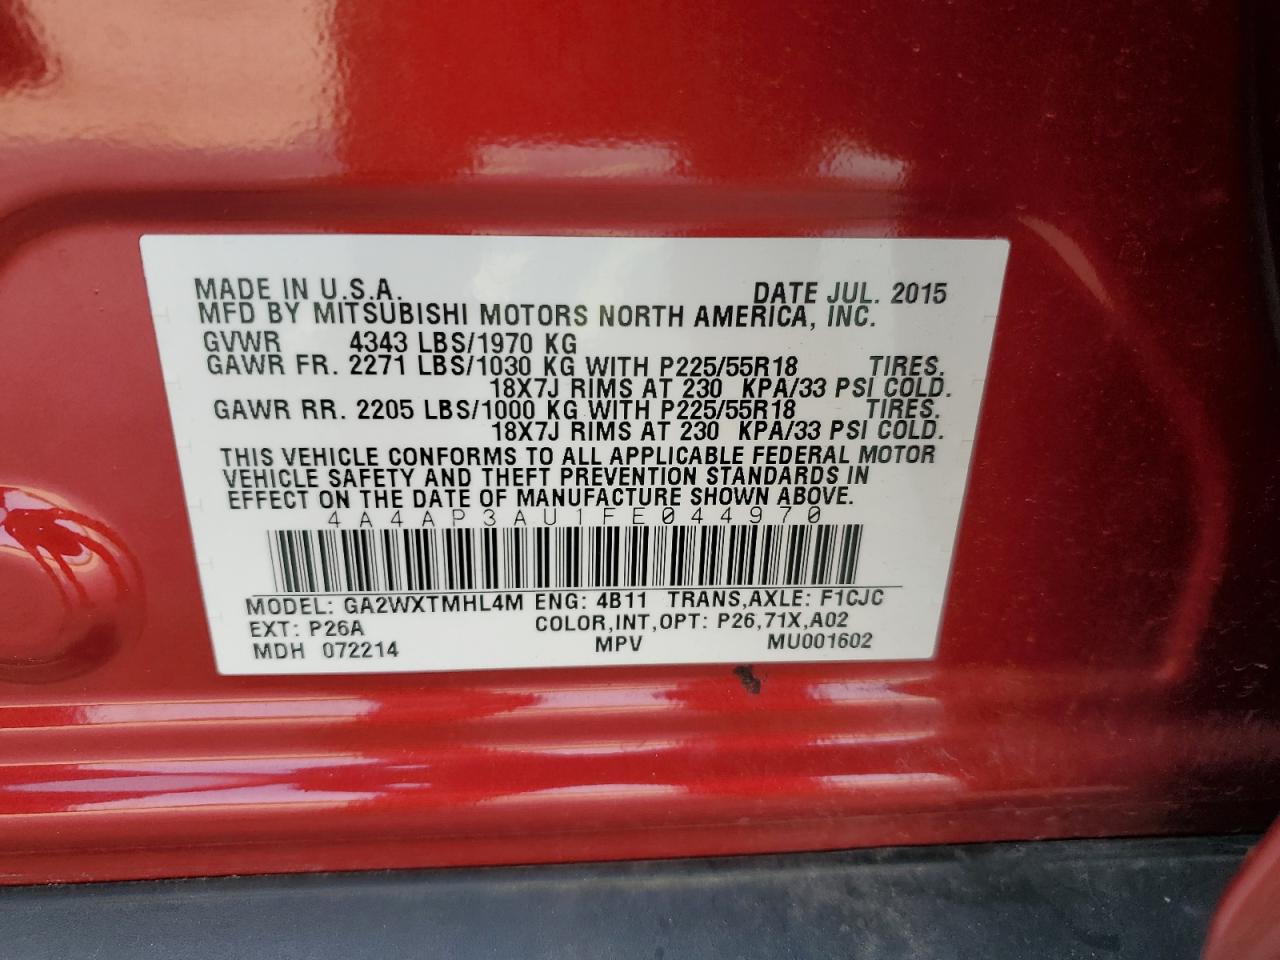 MADE IN U.S.A. DATE JUL. 2015
MFD BY MITSUBISHI MOTORS NORTH AMERICA, INC.
GVWR 4343 LBS/1970 KG
GAWR FR. 2271 LBS/1030 KG WITH P225/55R18 TIRES.
18X7J RIMS AT 230 KPA/33 PSI COLD.
GAWR RR. 2205 LBS/1000 KG WITH P225/55R18 TIRES.
18X7J RIMS AT 230 KPA/33 PSI COLD.
THIS VEHICLE CONFORMS TO ALL APPLICABLE FEDERAL MOTOR
VEHICLE SAFETY AND THEFT PREVENTION STANDARDS IN
EFFECT ON THE DATE OF MANUFACTURE SHOWN ABOVE.
4A4AP3AU1FE044970
MODEL: GA2WXTMHL4M ENG: 4B11 TRANS,AXLE: F1CJC
EXT: P26A COLOR,INT,OPT: P26,71X,A02
MDH 072214 MPV MU001602